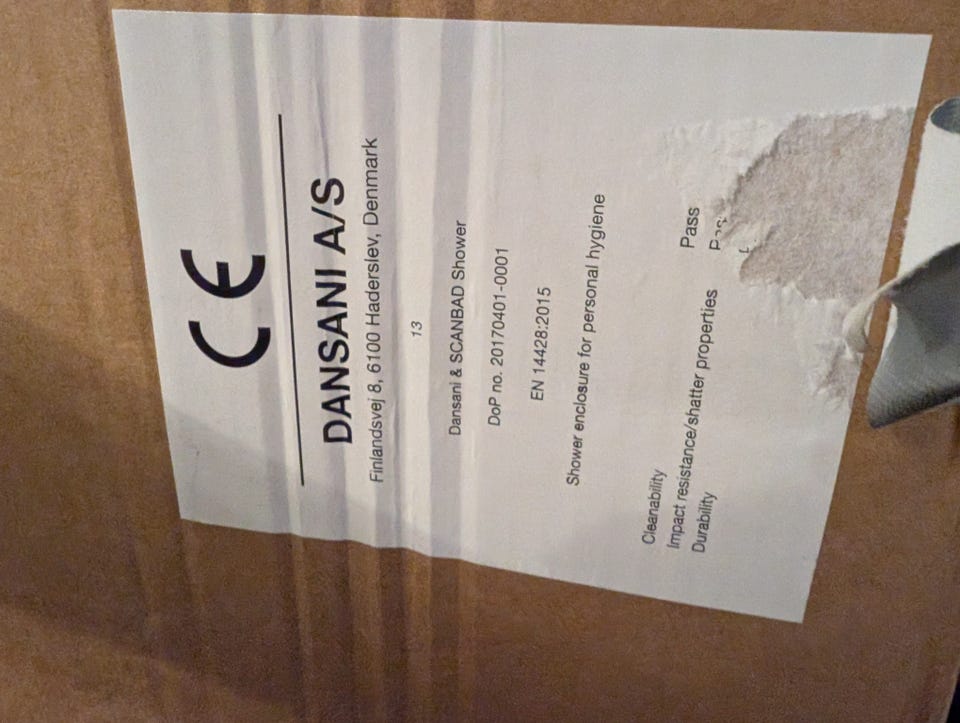 CE
DANSANI A/S
Finlandsvej 8, 6100 Haderslev, Denmark
13
Dansani & SCANBAD Shower
DoP no. 20170401-0001
EN 14428:2015
Shower enclosure for personal hygiene
Cleanability Pass
Impact resistance/shatter properties
Durability